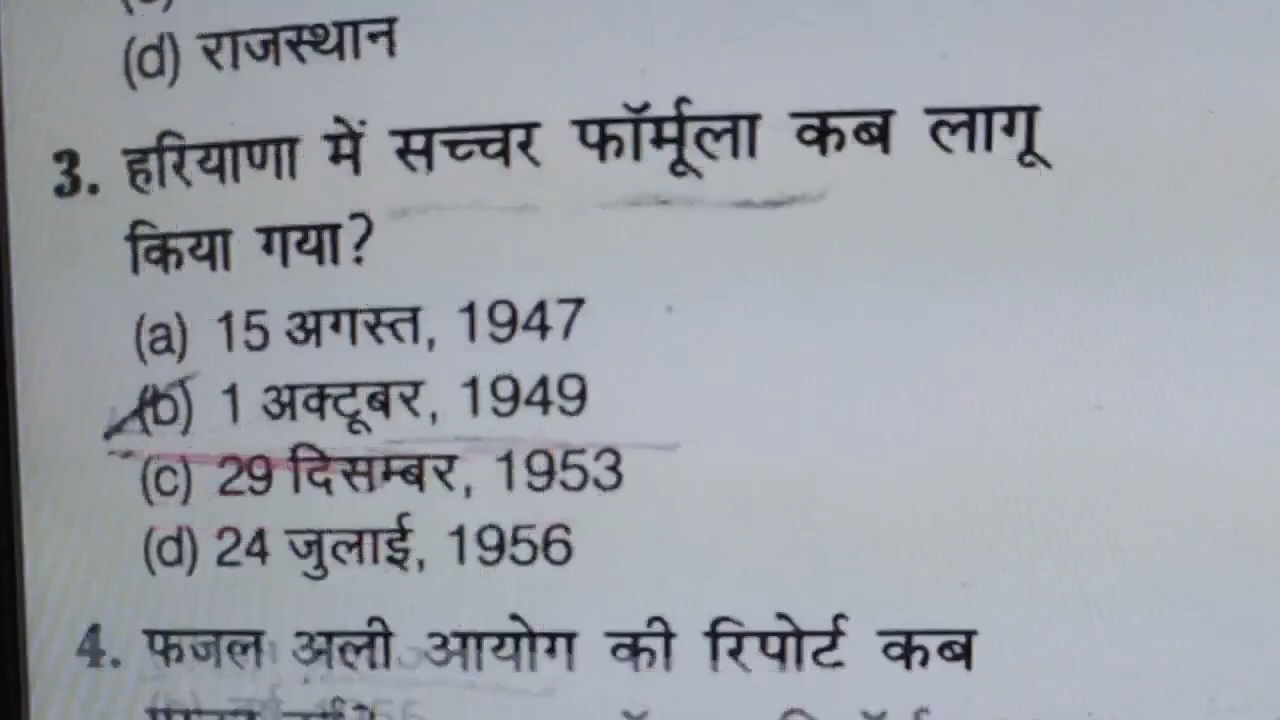 (d) राजस्थान
3. हरियाणा में सच्चर फॉर्मूला कब लागू
किया गया?
(a) 15 अगस्त, 1947
(b) 1 अक्टूबर, 1949
(c) 29 दिसम्बर, 1953
(d) 24 जुलाई, 1956
4. फजल अली आयोग की रिपोर्ट कब